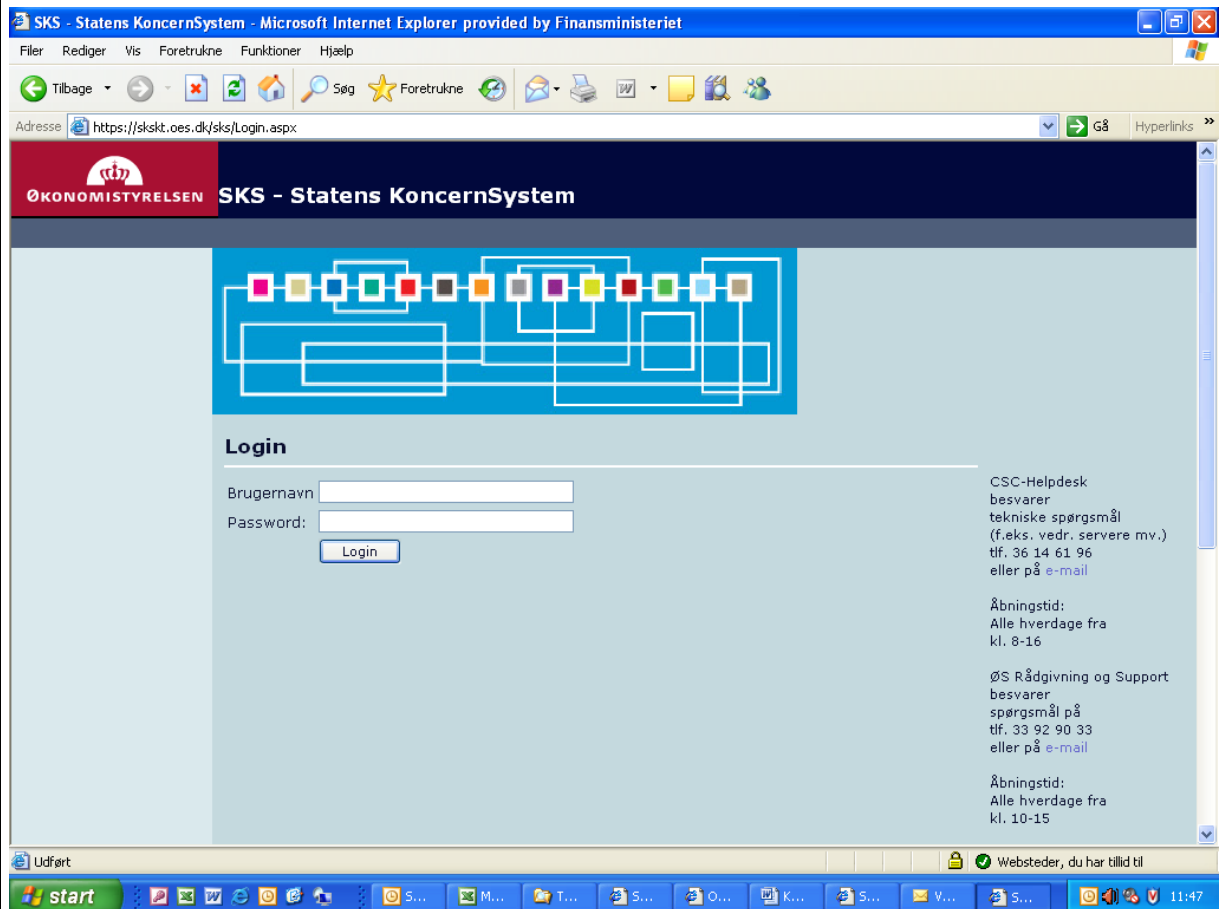 SKS - Statens KoncernSystem - Microsoft Internet Explorer provided by Finansministeriet
Filer Rediger Vis Foretrukne Funktioner Hjælp
Tilbage Søg Foretrukne
Adresse https://skskt.oes.dk/sks/Login.aspx Gå Hyperlinks »
ØKONOMISTYRELSEN SKS - Statens KoncernSystem
Login
Brugernavn
Password:
Login
CSC-Helpdesk
besvarer
tekniske spørgsmål
(f.eks. vedr. servere mv.)
tlf. 36 14 61 96
eller på e-mail
Åbningstid:
Alle hverdage fra
kl. 8-16
ØS Rådgivning og Support
besvarer
spørgsmål på
tlf. 33 92 90 33
eller på e-mail
Åbningstid:
Alle hverdage fra
kl. 10-15
Udført Websteder, du har tillid til
start S... M... T... S... O... K... S... V... S... 11:47